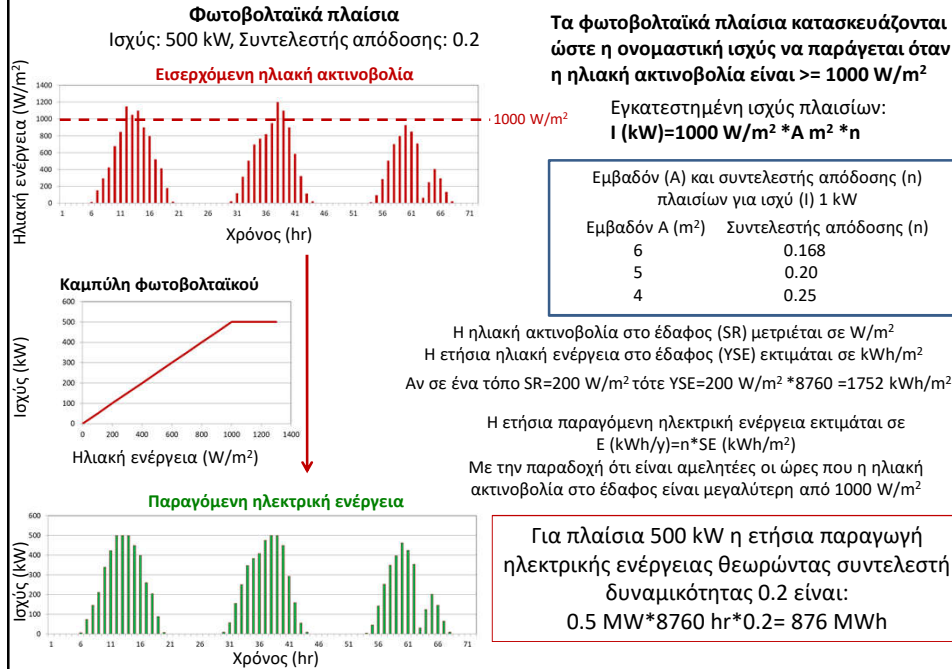 Φωτοβολταϊκά πλαίσια
Ισχύς: 500 kW, Συντελεστής απόδοσης: 0.2
Εισερχόμενη ηλιακή ακτινοβολία
Ηλιακή ενέργεια (W/m²)
1400
1200
1000
800
600
400
200
0
1000 W/m²
1 6 11 16 21 26 31 36 41 46 51 56 61 66 71
Χρόνος (hr)
Καμπύλη φωτοβολταϊκού
Ισχύς (kW)
600
500
400
300
200
100
0
0 200 400 600 800 1000 1200 1400
Ηλιακή ενέργεια (W/m²)
Παραγόμενη ηλεκτρική ενέργεια
Ισχύς (kW)
600
500
400
300
200
100
0
1 6 11 16 21 26 31 36 41 46 51 56 61 66 71
Χρόνος (hr)
Τα φωτοβολταϊκά πλαίσια κατασκευάζονται
ώστε η ονομαστική ισχύς να παράγεται όταν
η ηλιακή ακτινοβολία είναι >= 1000 W/m²
Εγκατεστημένη ισχύς πλαισίων:
I (kW)=1000 W/m² *A m² *n
Εμβαδόν (A) και συντελεστής απόδοσης (n)
πλαισίων για ισχύ (I) 1 kW
Εμβαδόν A (m²) Συντελεστής απόδοσης (n)
6 0.168
5 0.20
4 0.25
Η ηλιακή ακτινοβολία στο έδαφος (SR) μετριέται σε W/m²
Η ετήσια ηλιακή ενέργεια στο έδαφος (YSE) εκτιμάται σε kWh/m²
Αν σε ένα τόπο SR=200 W/m² τότε YSE=200 W/m² *8760 =1752 kWh/m²
Η ετήσια παραγόμενη ηλεκτρική ενέργεια εκτιμάται σε
E (kWh/y)=n*SE (kWh/m²)
Με την παραδοχή ότι είναι αμελητέες οι ώρες που η ηλιακή
ακτινοβολία στο έδαφος είναι μεγαλύτερη από 1000 W/m²
Για πλαίσια 500 kW η ετήσια παραγωγή
ηλεκτρικής ενέργειας θεωρώντας συντελεστή
δυναμικότητας 0.2 είναι:
0.5 MW*8760 hr*0.2= 876 MWh